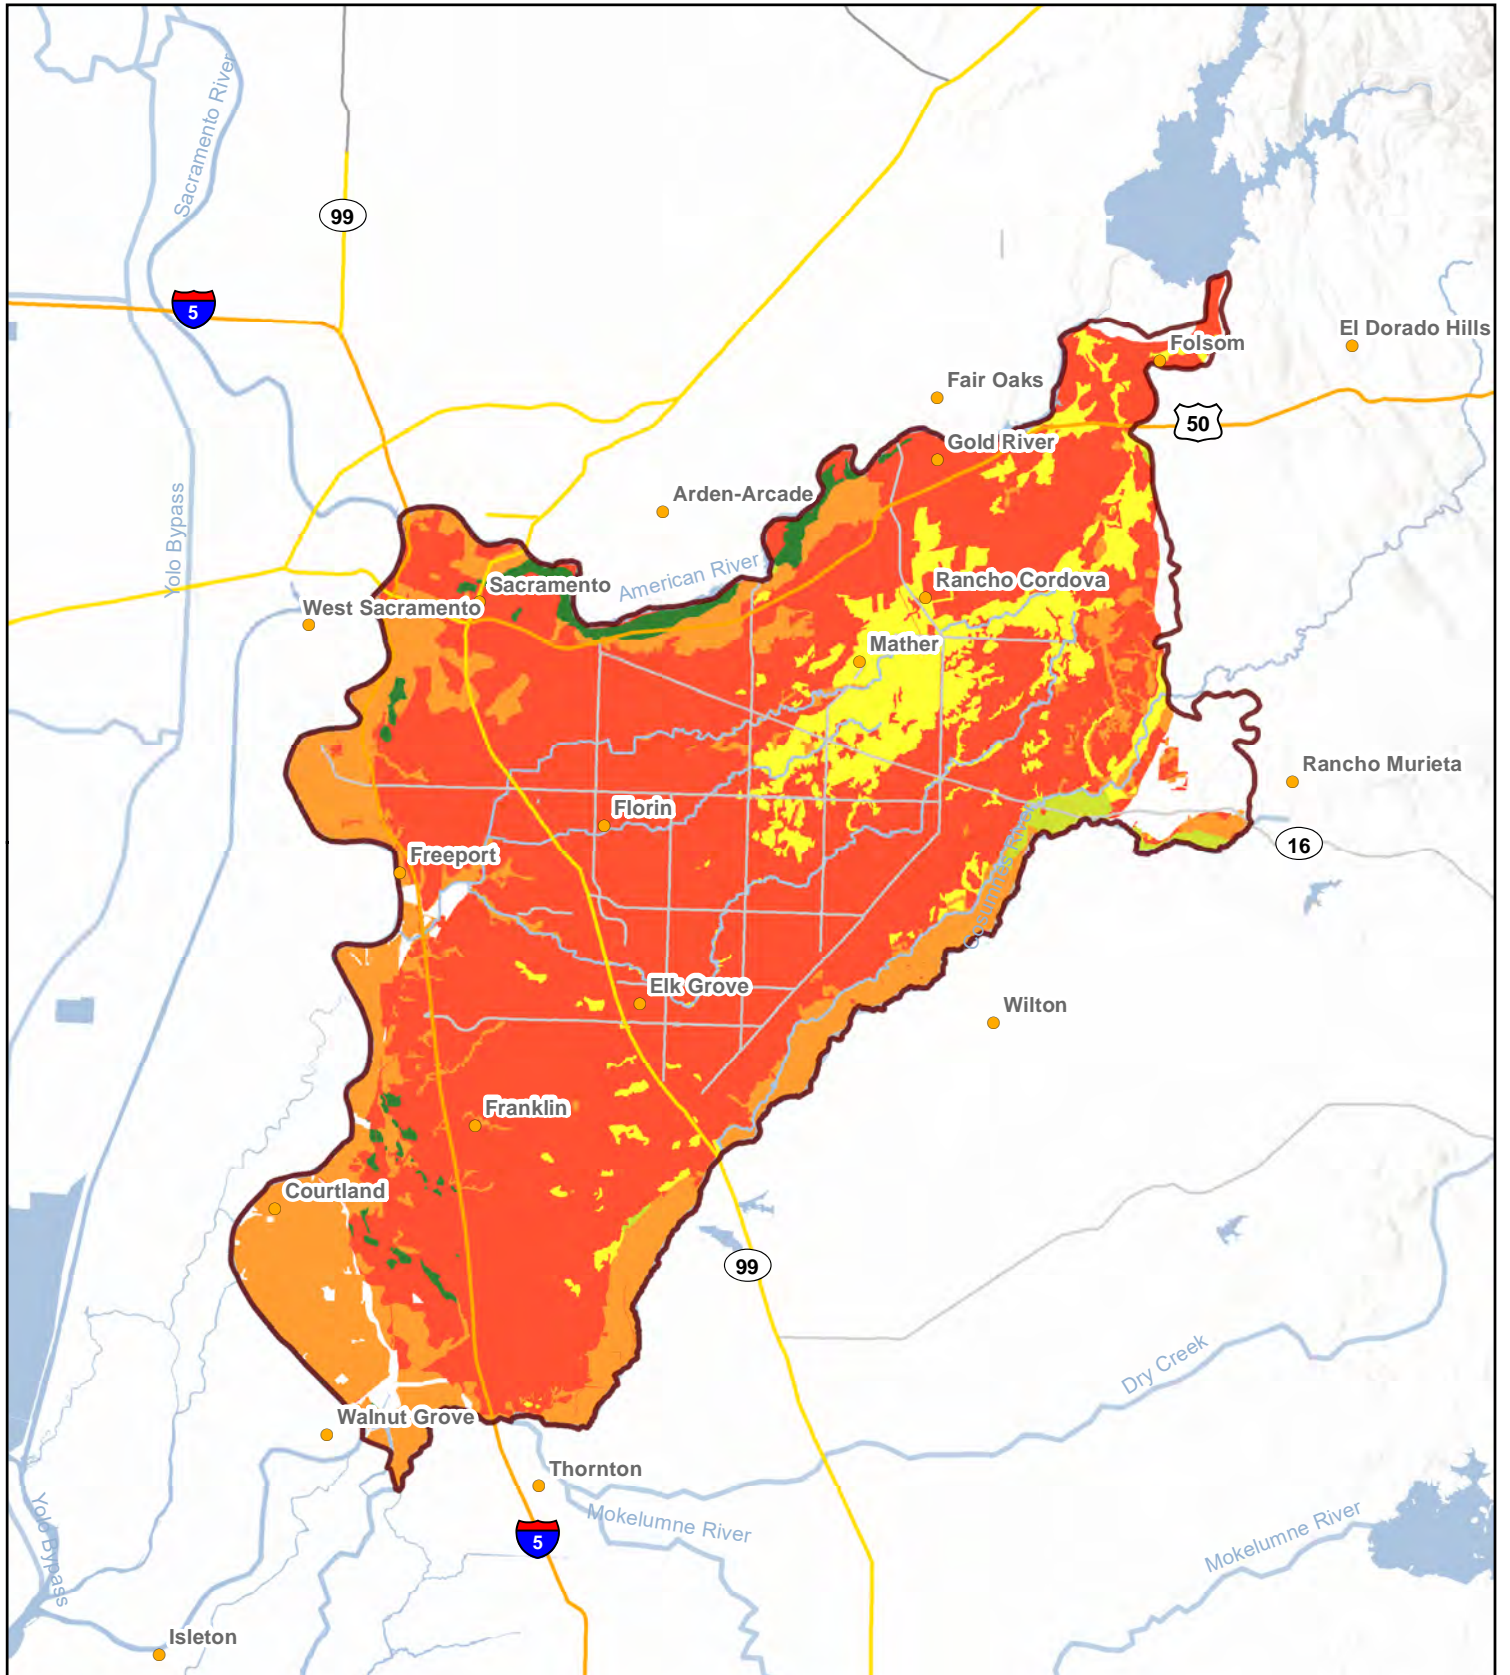 Sacramento River
99
5
El Dorado Hills
Folsom
Fair Oaks
50
Gold River
Arden-Arcade
Yolo Bypass
American River
Sacramento
Rancho Cordova
West Sacramento
Mather
Rancho Murieta
Florin
16
Freeport
Cosumnes River
Elk Grove
Wilton
Franklin
Courtland
99
Dry Creek
Walnut Grove
Thornton
Mokelumne River
5
Mokelumne River
Yolo Bypass
Isleton